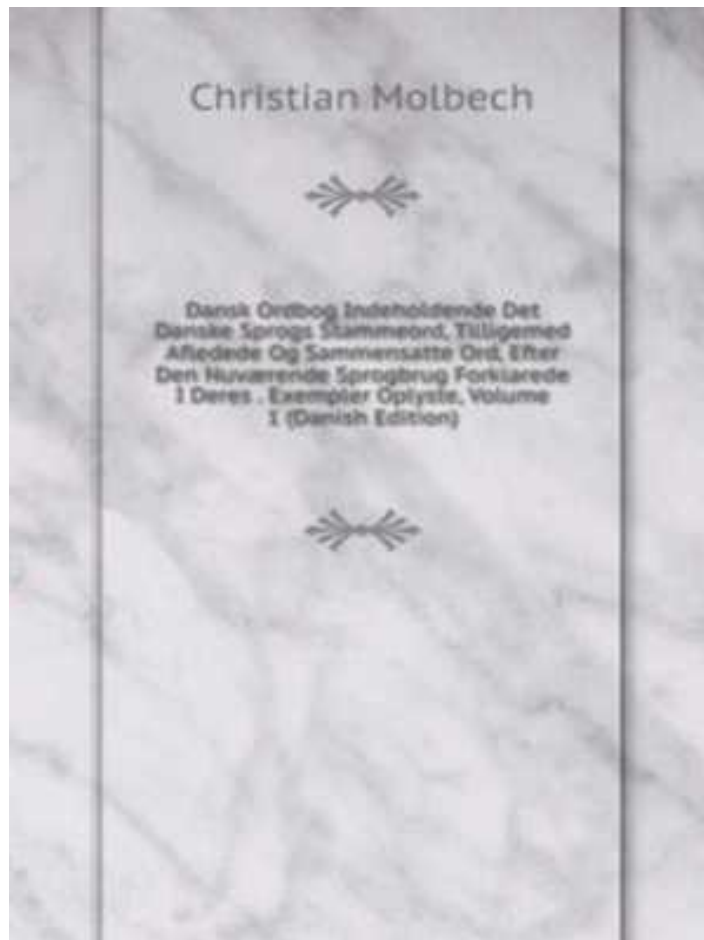 Christian Molbech
Dansk Ordbog Indeholdende Det
Danske Sprogs Stammeord, Tilligemed
Afledede Og Sammensatte Ord, Efter
Den Nuværende Sprogbrug Forklarede
I Deres . Exempler Oplyste, Volume
1 (Danish Edition)